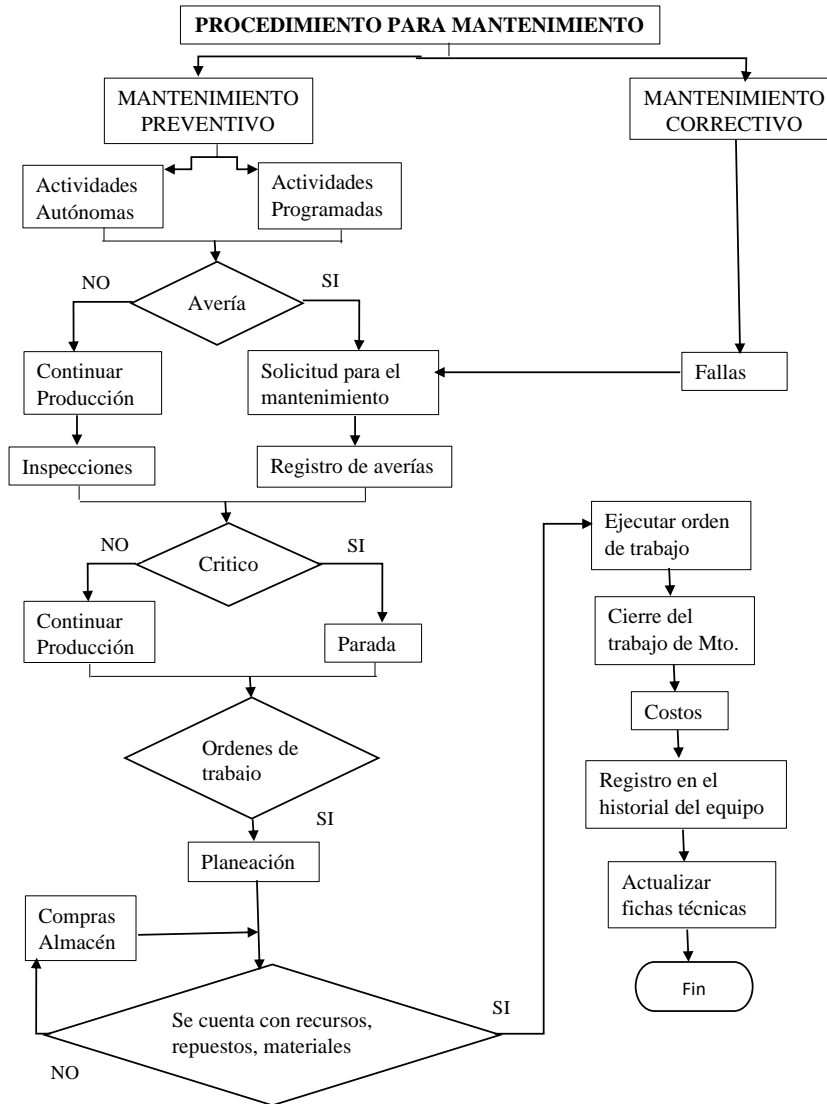 PROCEDIMIENTO PARA MANTENIMIENTO
MANTENIMIENTO
PREVENTIVO
MANTENIMIENTO
CORRECTIVO
Actividades
Autónomas
Actividades
Programadas
NO
SI
Avería
Continuar
Producción
Solicitud para el
mantenimiento
Fallas
Inspecciones
Registro de averías
NO
SI
Critico
Continuar
Producción
Parada
Ordenes de
trabajo
SI
Planeación
Compras
Almacén
Se cuenta con recursos,
repuestos, materiales
NO
SI
Ejecutar orden
de trabajo
Cierre del
trabajo de Mto.
Costos
Registro en el
historial del equipo
Actualizar
fichas técnicas
Fin